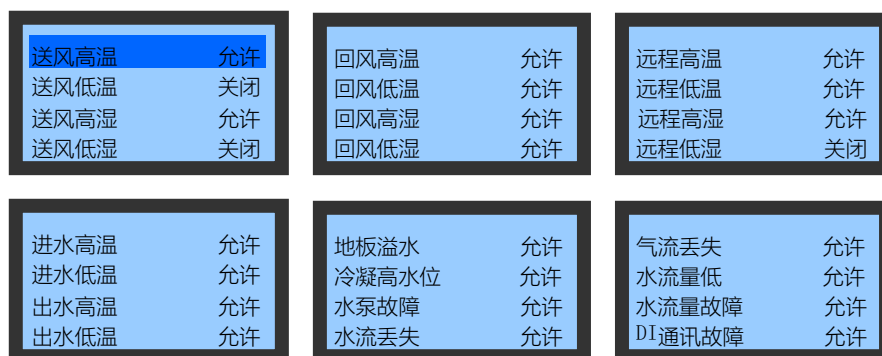 送风高温 允许
送风低温 关闭
送风高湿 允许
送风低湿 关闭
回风高温 允许
回风低温 允许
回风高湿 允许
回风低湿 允许
远程高温 允许
远程低温 允许
远程高湿 允许
远程低湿 关闭
进水高温 允许
进水低温 允许
出水高温 允许
出水低温 允许
地板溢水 允许
冷凝高水位 允许
水泵故障 允许
水流丢失 允许
气流丢失 允许
水流量低 允许
水流量故障 允许
DI通讯故障 允许